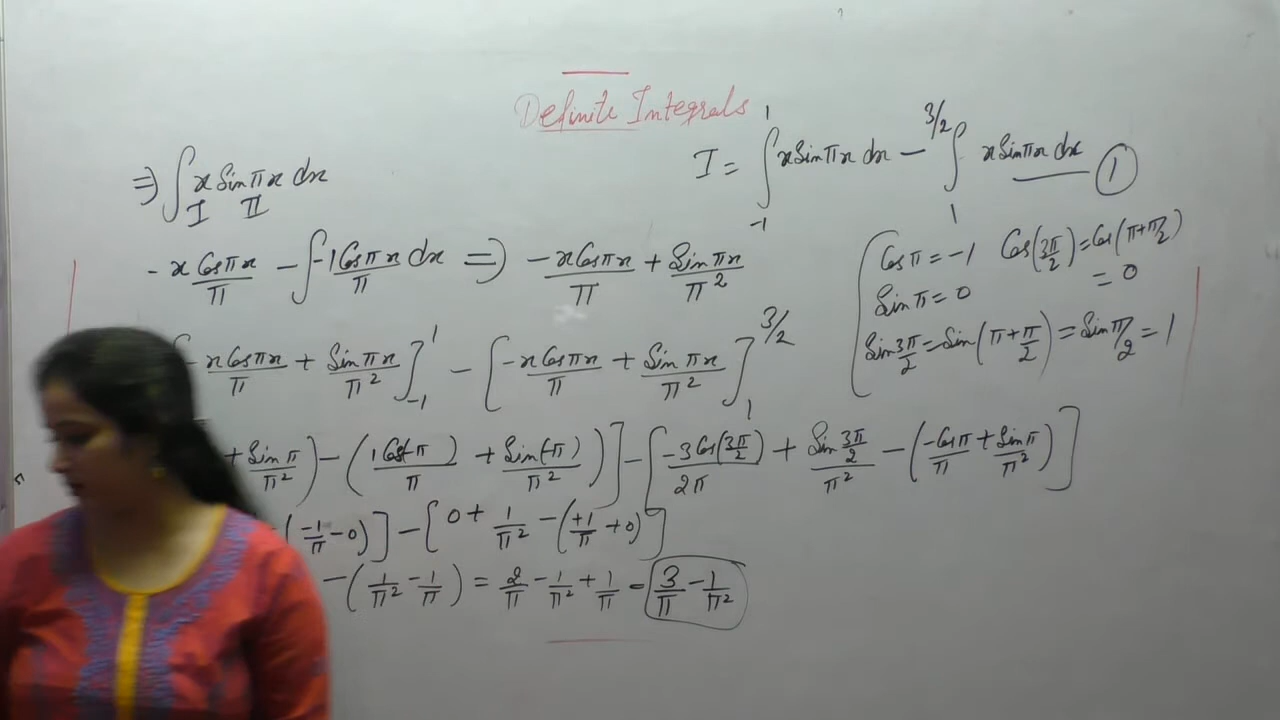 Definite Integrals
⇒ ∫ x Sin πx dx
I II
I = ∫₋₁¹ x Sin πx dx − ∫₁^{3/2} x Sin πx dx ①
- x Cos πx / π − ∫ -1 Cos πx / π dx ⇒ -x Cos πx / π + Sin πx / π²
Cos π = -1 Cos(3π/2) = Cos(π + π/2)
= 0
Sin π = 0
Sin 3π/2 = Sin(π + π/2) = Sin π/2 = 1
[- x Cos πx / π + Sin πx / π²]₋₁¹ − [-x Cos πx / π + Sin πx / π²]₁^{3/2}
+ Sin π / π²) − (1 Cos(-π) / π + Sin(-π) / π²)] − [-3 Cos(3π/2) / 2π + Sin 3π/2 / π² − (-Cos π / π + Sin π / π²)]
- (-1/π - 0)] − [0 + 1/π² − (+1/π + 0)]
− (1/π² − 1/π) = 2/π − 1/π² + 1/π = 3/π − 1/π²